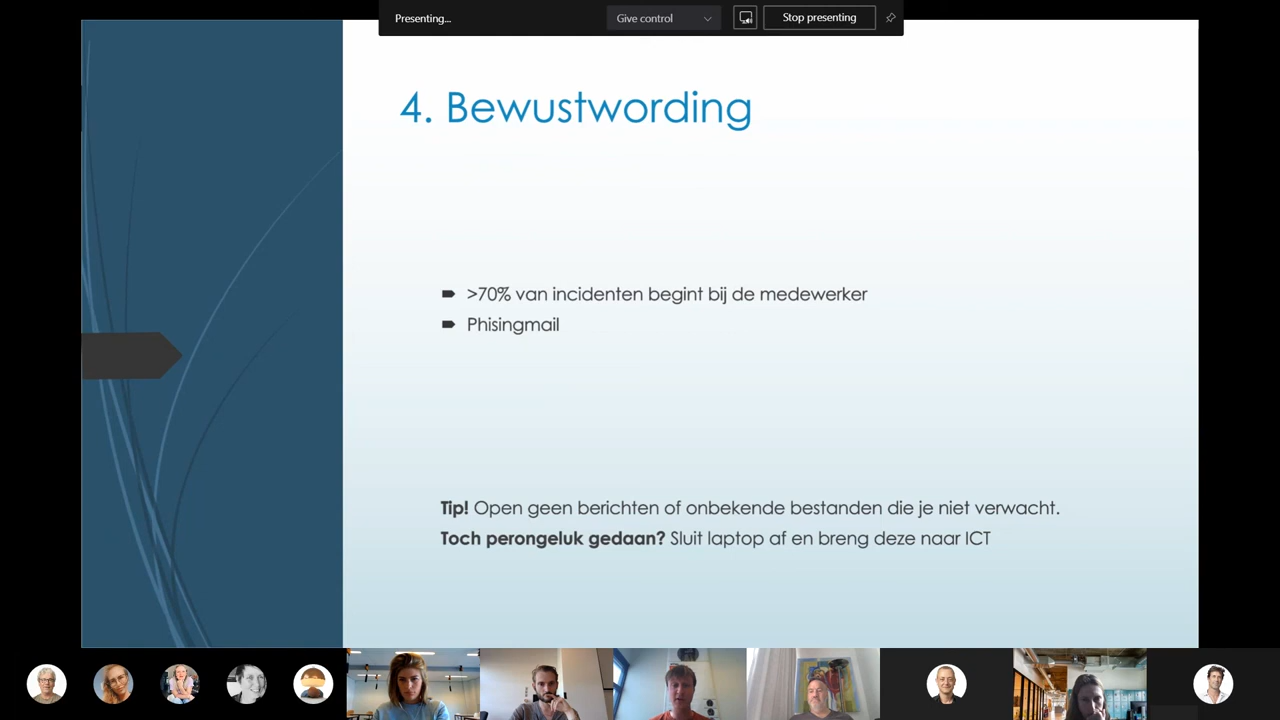 Presenting...
Give control
Stop presenting
4. Bewustwording
>70% van incidenten begint bij de medewerker
Phisingmail
Tip! Open geen berichten of onbekende bestanden die je niet verwacht.
Toch perongeluk gedaan? Sluit laptop af en breng deze naar ICT